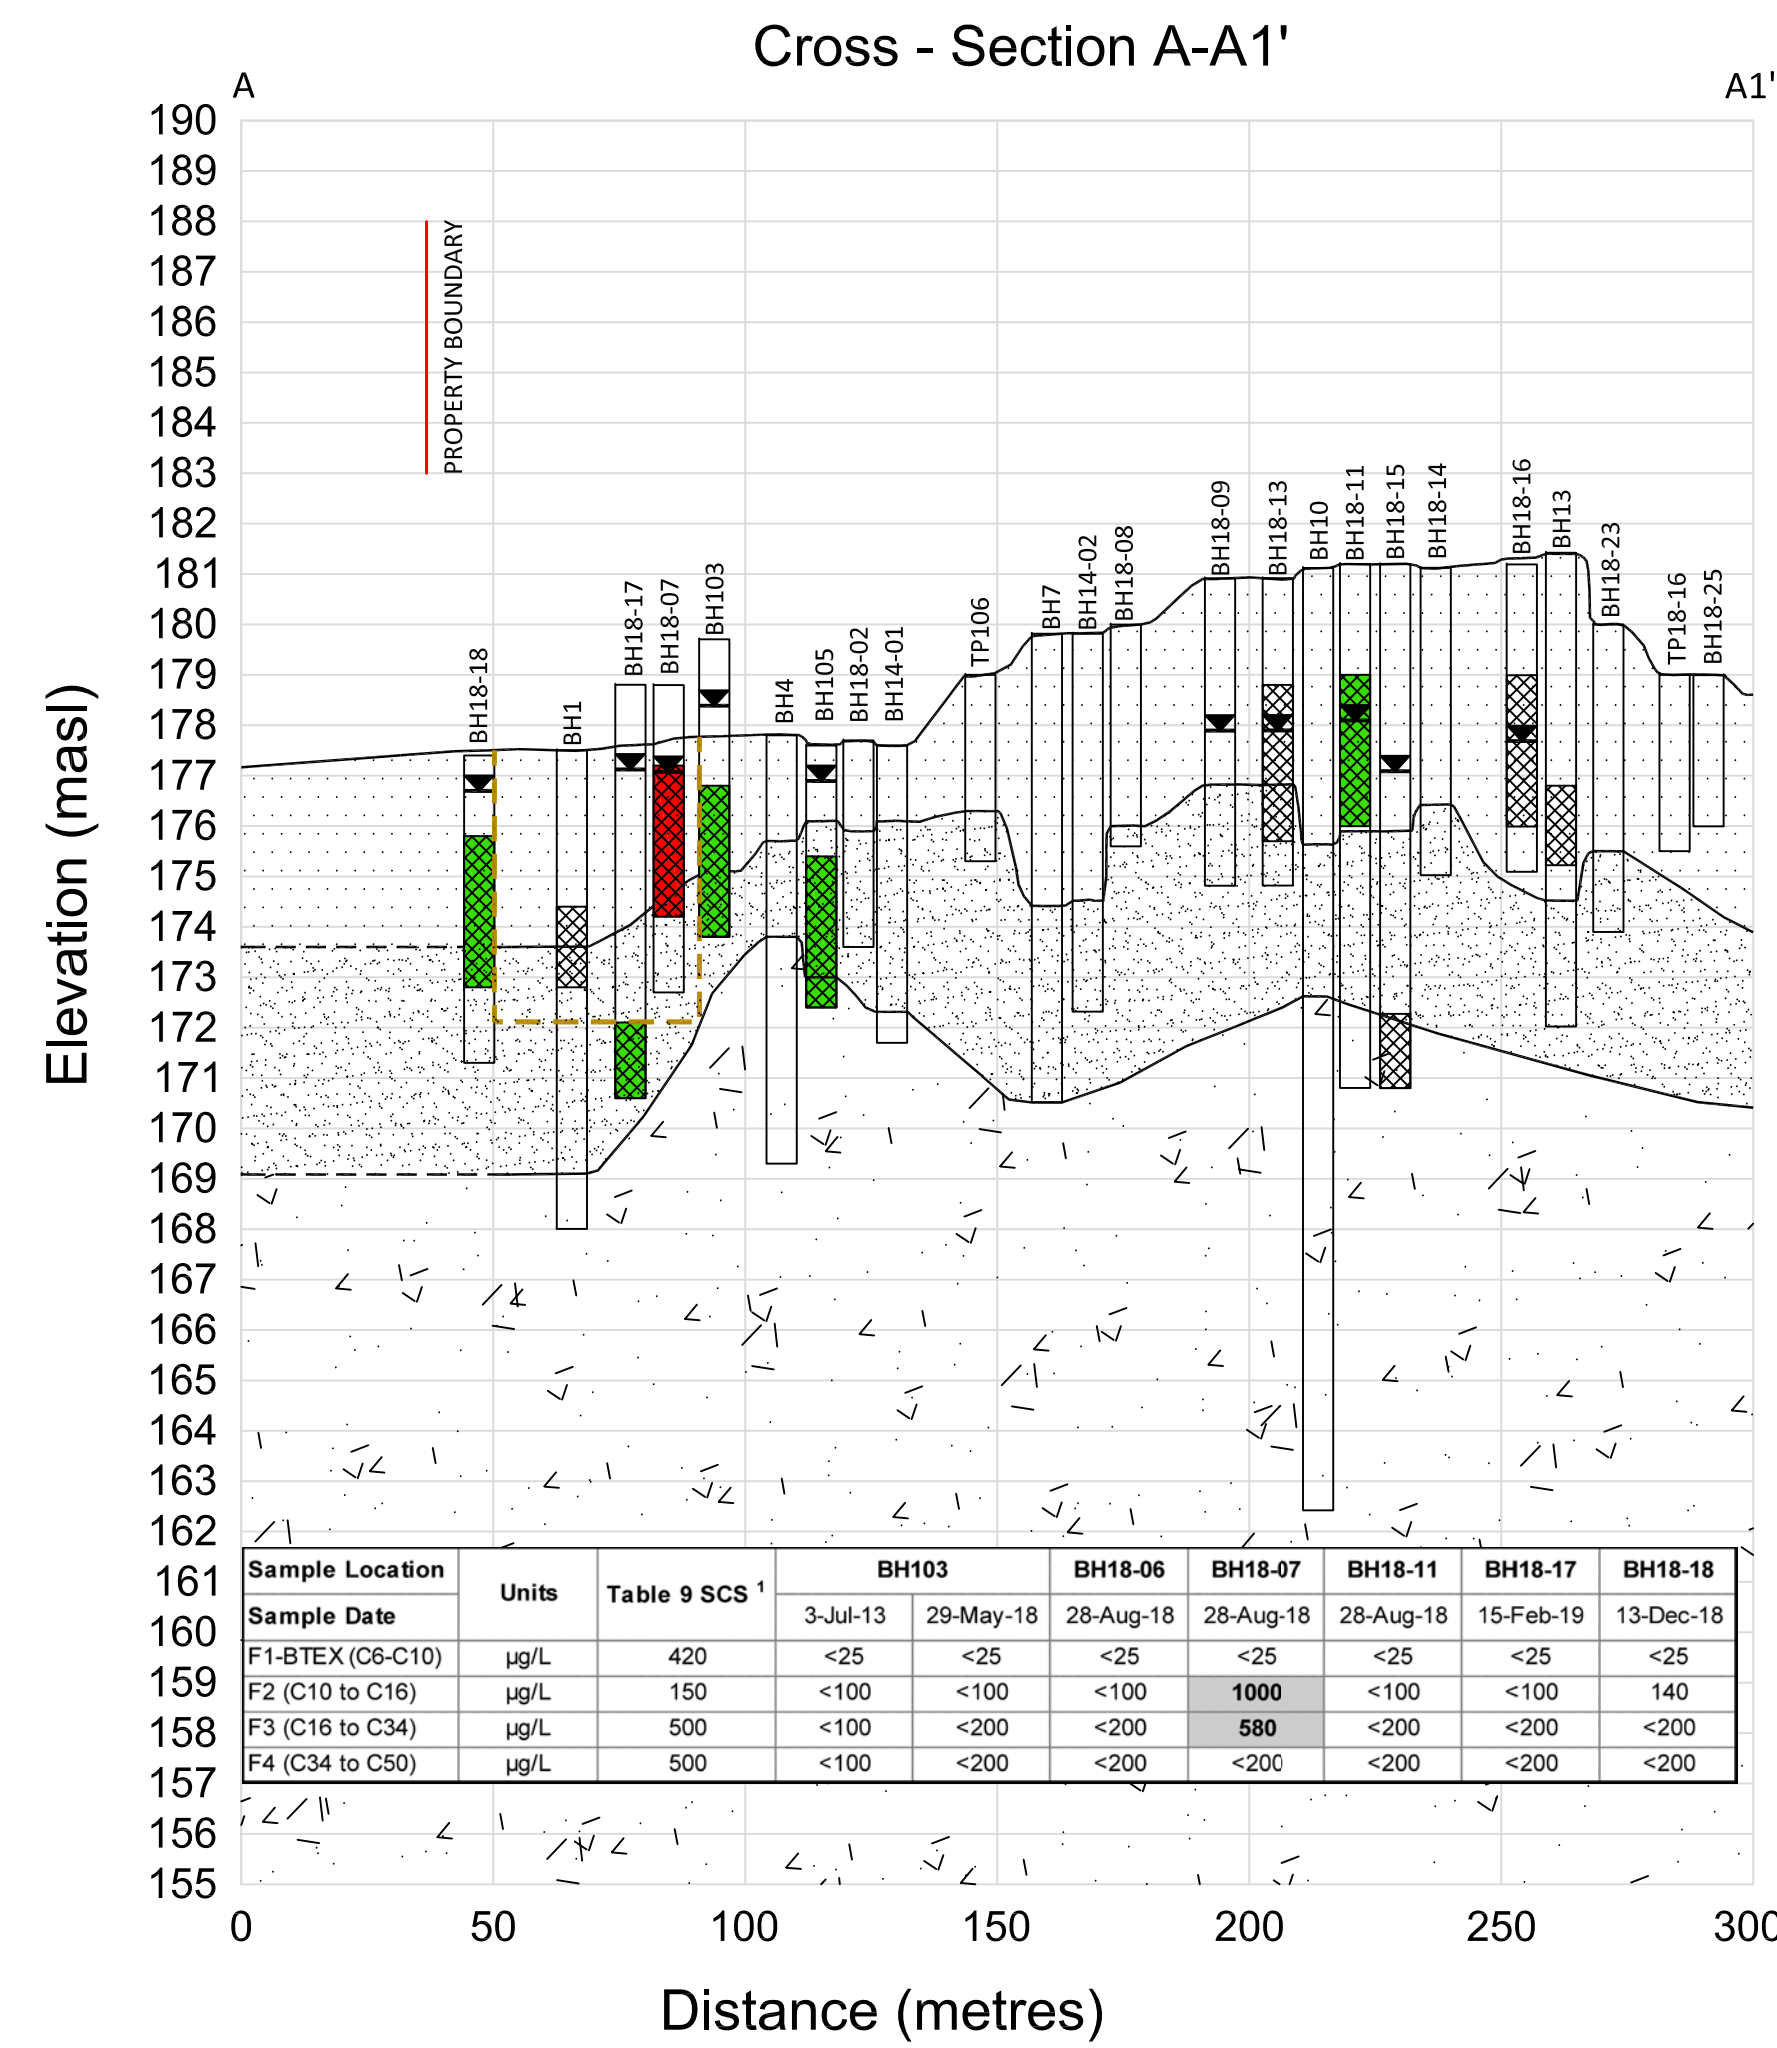 Cross - Section A-A1'
A A1'
190
189
188
187
186
185
184
183
182
181
180
179
178
177
176
175
174
173
172
171
170
169
168
167
166
165
164
163
162
161
160
159
158
157
156
155
Elevation (masl)
PROPERTY BOUNDARY
BH18-18
BH1
BH18-17
BH18-07
BH103
BH4
BH105
BH18-02
BH14-01
TP106
BH7
BH14-02
BH18-08
BH18-09
BH18-13
BH10
BH18-11
BH18-15
BH18-14
BH18-16
BH13
BH18-23
TP18-16
BH18-25
Sample Location Units Table 9 SCS 1 BH103 BH18-06 BH18-07 BH18-11 BH18-17 BH18-18
Sample Date 3-Jul-13 29-May-18 28-Aug-18 28-Aug-18 28-Aug-18 15-Feb-19 13-Dec-18
F1-BTEX (C6-C10) µg/L 420 <25 <25 <25 <25 <25 <25 <25
F2 (C10 to C16) µg/L 150 <100 <100 <100 1000 <100 <100 140
F3 (C16 to C34) µg/L 500 <100 <200 <200 580 <200 <200 <200
F4 (C34 to C50) µg/L 500 <100 <200 <200 <200 <200 <200 <200
0 50 100 150 200 250 300
Distance (metres)